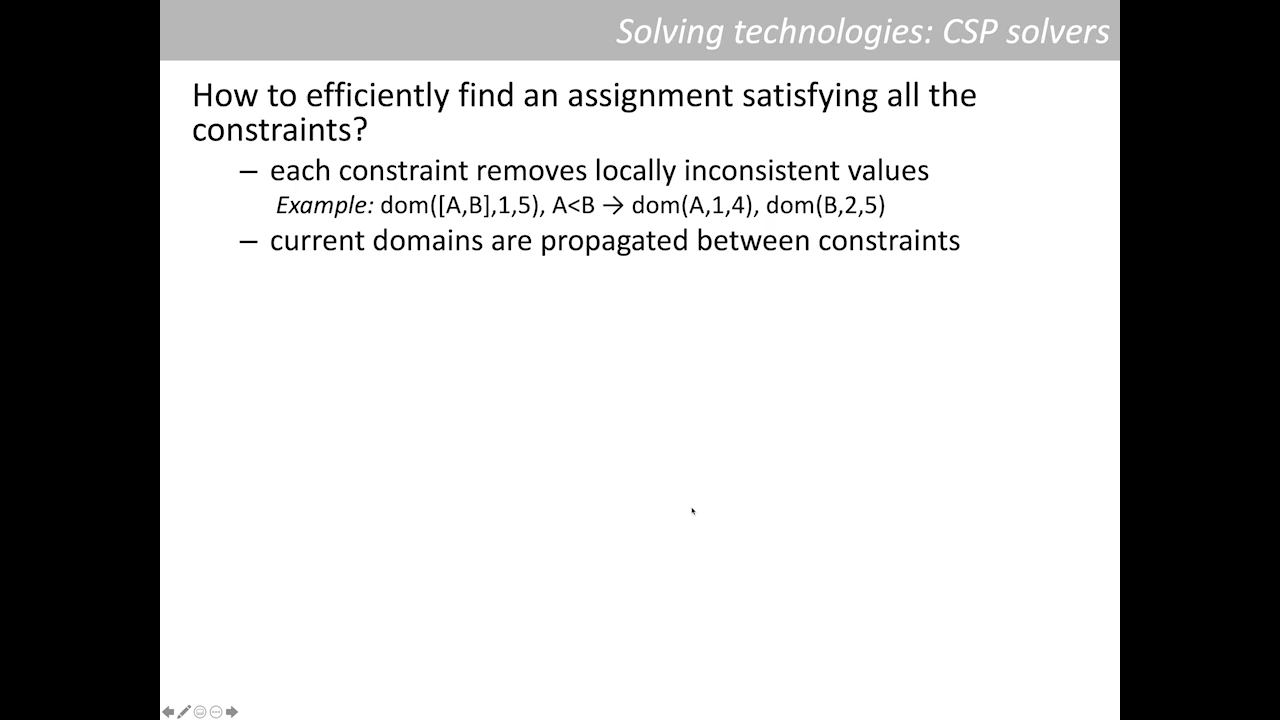 Solving technologies: CSP solvers
How to efficiently find an assignment satisfying all the
constraints?
– each constraint removes locally inconsistent values
Example: dom([A,B],1,5), A<B → dom(A,1,4), dom(B,2,5)
– current domains are propagated between constraints